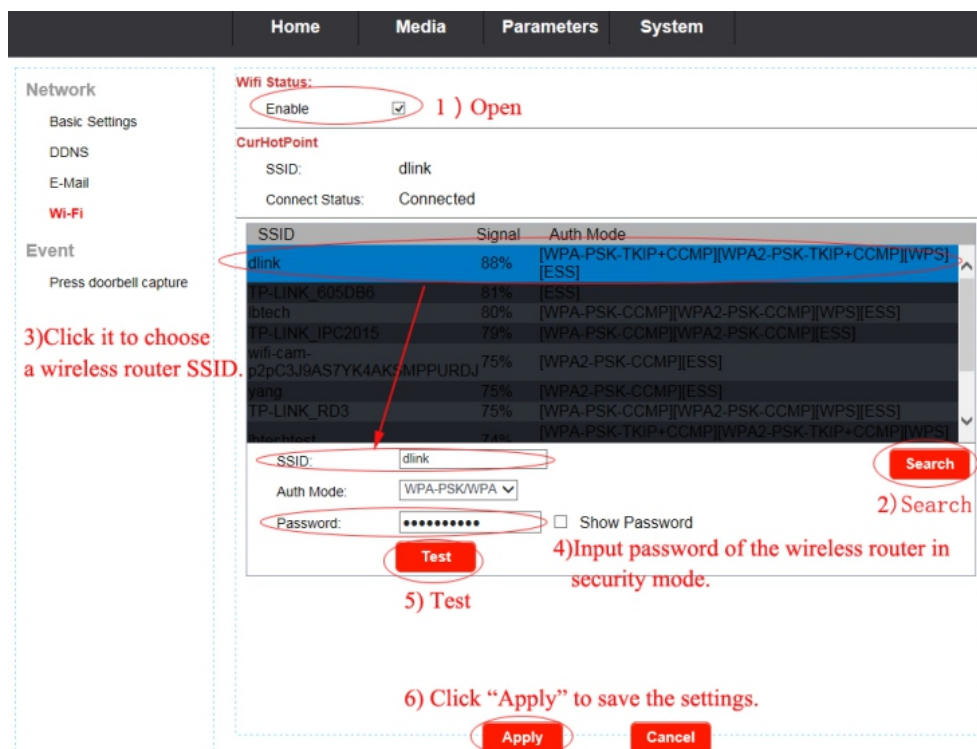 Home Media Parameters System
Network
Basic Settings
DDNS
E-Mail
Wi-Fi
Event
Press doorbell capture
Wifi Status:
Enable
1 ) Open
CurHotPoint
SSID: dlink
Connect Status: Connected
SSID Signal Auth Mode
dlink 88% [WPA-PSK-TKIP+CCMP][WPA2-PSK-TKIP+CCMP][WPS]
[ESS]
TP-LINK_605DB6 81% [ESS]
lbtech 80% [WPA-PSK-CCMP][WPA2-PSK-CCMP][WPS][ESS]
TP-LINK_IPC2015 79% [WPA-PSK-CCMP][WPA2-PSK-CCMP][ESS]
wifi-cam-
p2pC3J9AS7YK4AKSMPPURDJ 75% [WPA2-PSK-CCMP][ESS]
yang 75% [WPA2-PSK-CCMP][ESS]
TP-LINK_RD3 75% [WPA-PSK-CCMP][WPA2-PSK-CCMP][WPS][ESS]
lbtechtest 74% [WPA-PSK-TKIP+CCMP][WPA2-PSK-TKIP+CCMP][WPS]
3)Click it to choose
a wireless router SSID.
SSID: dlink
Search
2) Search
Auth Mode: WPA-PSK/WPA
Password: ●●●●●●●●●● Show Password
4)Input password of the wireless router in
security mode.
Test
5) Test
6) Click “Apply” to save the settings.
Apply Cancel